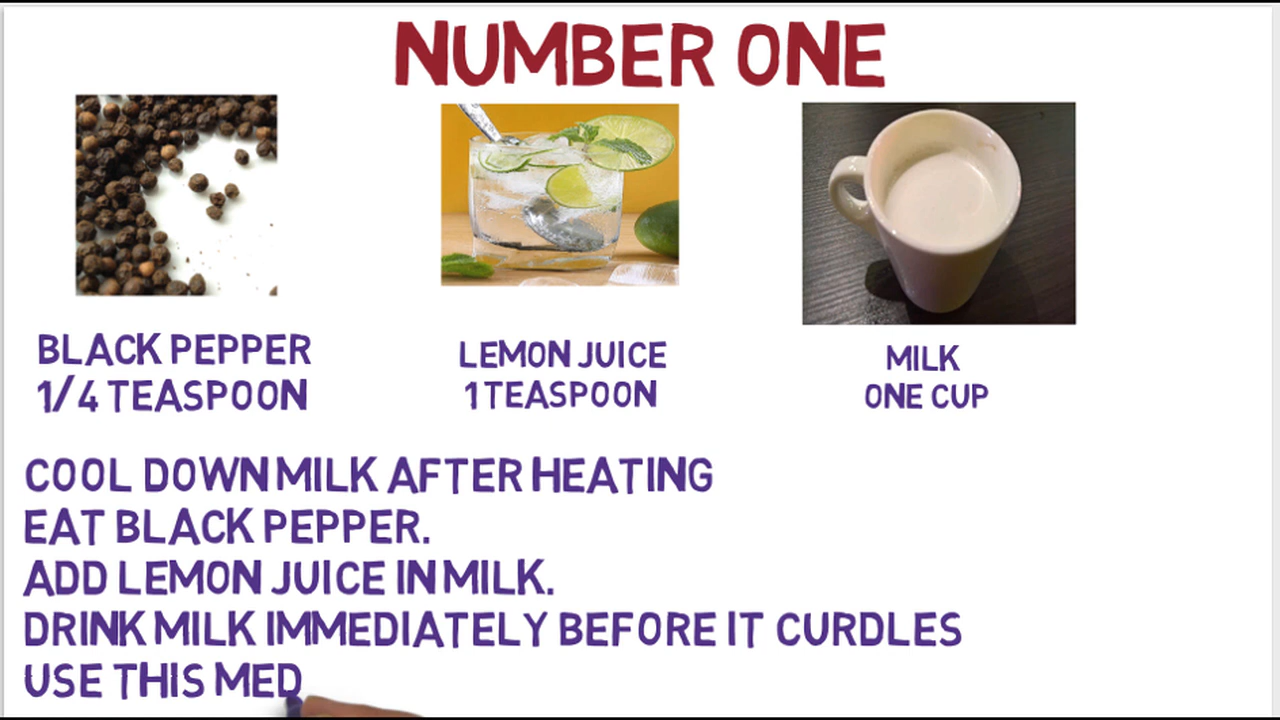 NUMBER ONE
BLACK PEPPER
1/4 TEASPOON
LEMON JUICE
1 TEASPOON
MILK
ONE CUP
COOL DOWN MILK AFTER HEATING
EAT BLACK PEPPER.
ADD LEMON JUICE IN MILK.
DRINK MILK IMMEDIATELY BEFORE IT CURDLES
USE THIS MED